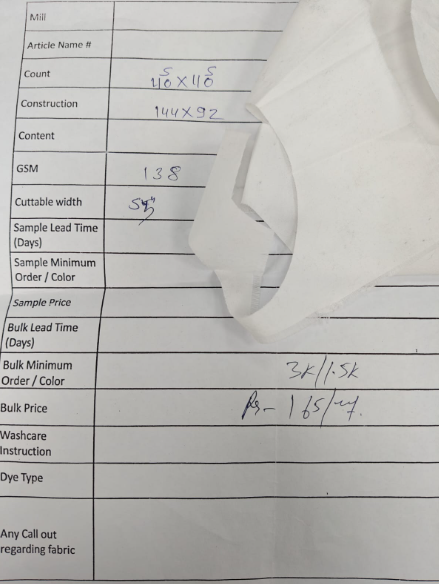 Mill
Article Name #
Count 40s X 40s
Construction 144X92
Content
GSM 138
Cuttable width
Sample Lead Time
(Days)
Sample Minimum
Order / Color
Sample Price
Bulk Lead Time
(Days)
Bulk Minimum
Order / Color 3K/1.5K
Bulk Price Rs- 165/
Washcare
Instruction
Dye Type
Any Call out
regarding fabric